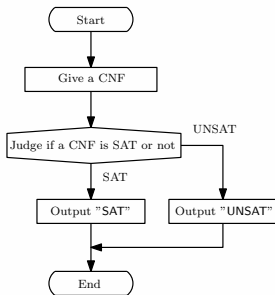 Start
Give a CNF
UNSAT
Judge if a CNF is SAT or not
SAT
Output "SAT"
Output "UNSAT"
End